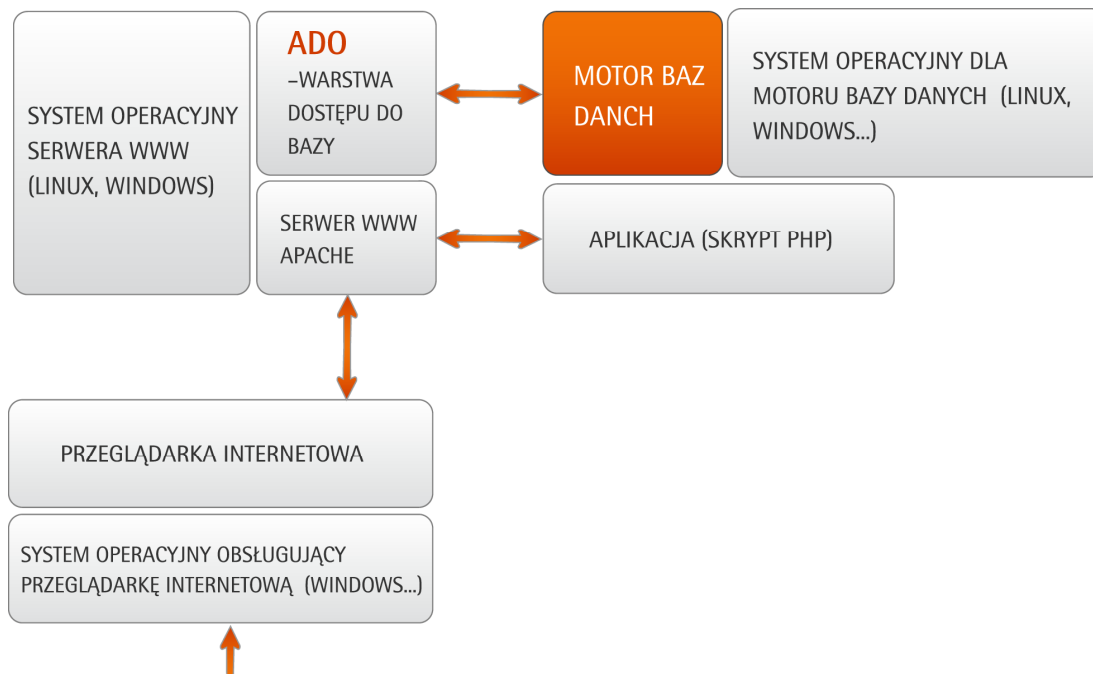 SYSTEM OPERACYJNY
SERWERA WWW
(LINUX, WINDOWS)
ADO
–WARSTWA
DOSTĘPU DO
BAZY
MOTOR BAZ
DANCH
SYSTEM OPERACYJNY DLA
MOTORU BAZY DANYCH (LINUX,
WINDOWS...)
SERWER WWW
APACHE
APLIKACJA (SKRYPT PHP)
PRZEGLĄDARKA INTERNETOWA
SYSTEM OPERACYJNY OBSŁUGUJĄCY
PRZEGLĄDARKĘ INTERNETOWĄ (WINDOWS...)